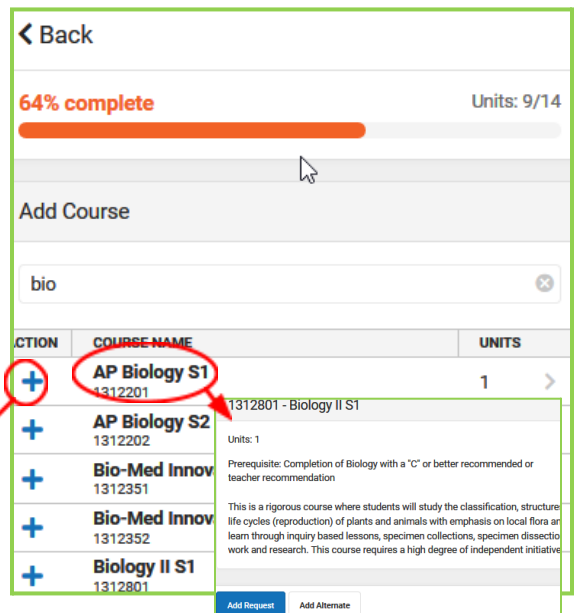 Back
64% complete Units: 9/14
Add Course
bio
ACTION COURSE NAME UNITS
AP Biology S1 1
1312201
AP Biology S2
1312202
Bio-Med Innov
1312351
Bio-Med Innov
1312352
Biology II S1
1312801
1312801 - Biology II S1
Units: 1
Prerequisite: Completion of Biology with a "C" or better recommended or
teacher recommendation
This is a rigorous course where students will study the classification, structure
life cycles (reproduction) of plants and animals with emphasis on local flora an
learn through inquiry based lessons, specimen collections, specimen dissectio
work and research. This course requires a high degree of independent initiative
Add Request Add Alternate